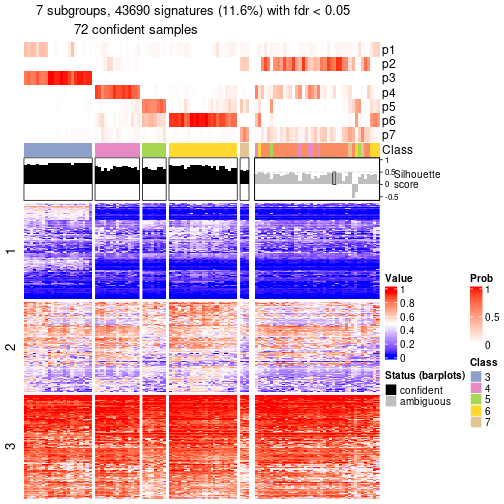 7 subgroups, 43690 signatures (11.6%) with fdr < 0.05
72 confident samples
p1
p2
p3
p4
p5
p6
p7
Class
1
0.5
0
-0.5
Silhouette
score
1
2
3
Value
1
0.8
0.6
0.4
0.2
0
Prob
1
0.5
0
Status (barplots)
confident
ambiguous
Class
3
4
5
6
7